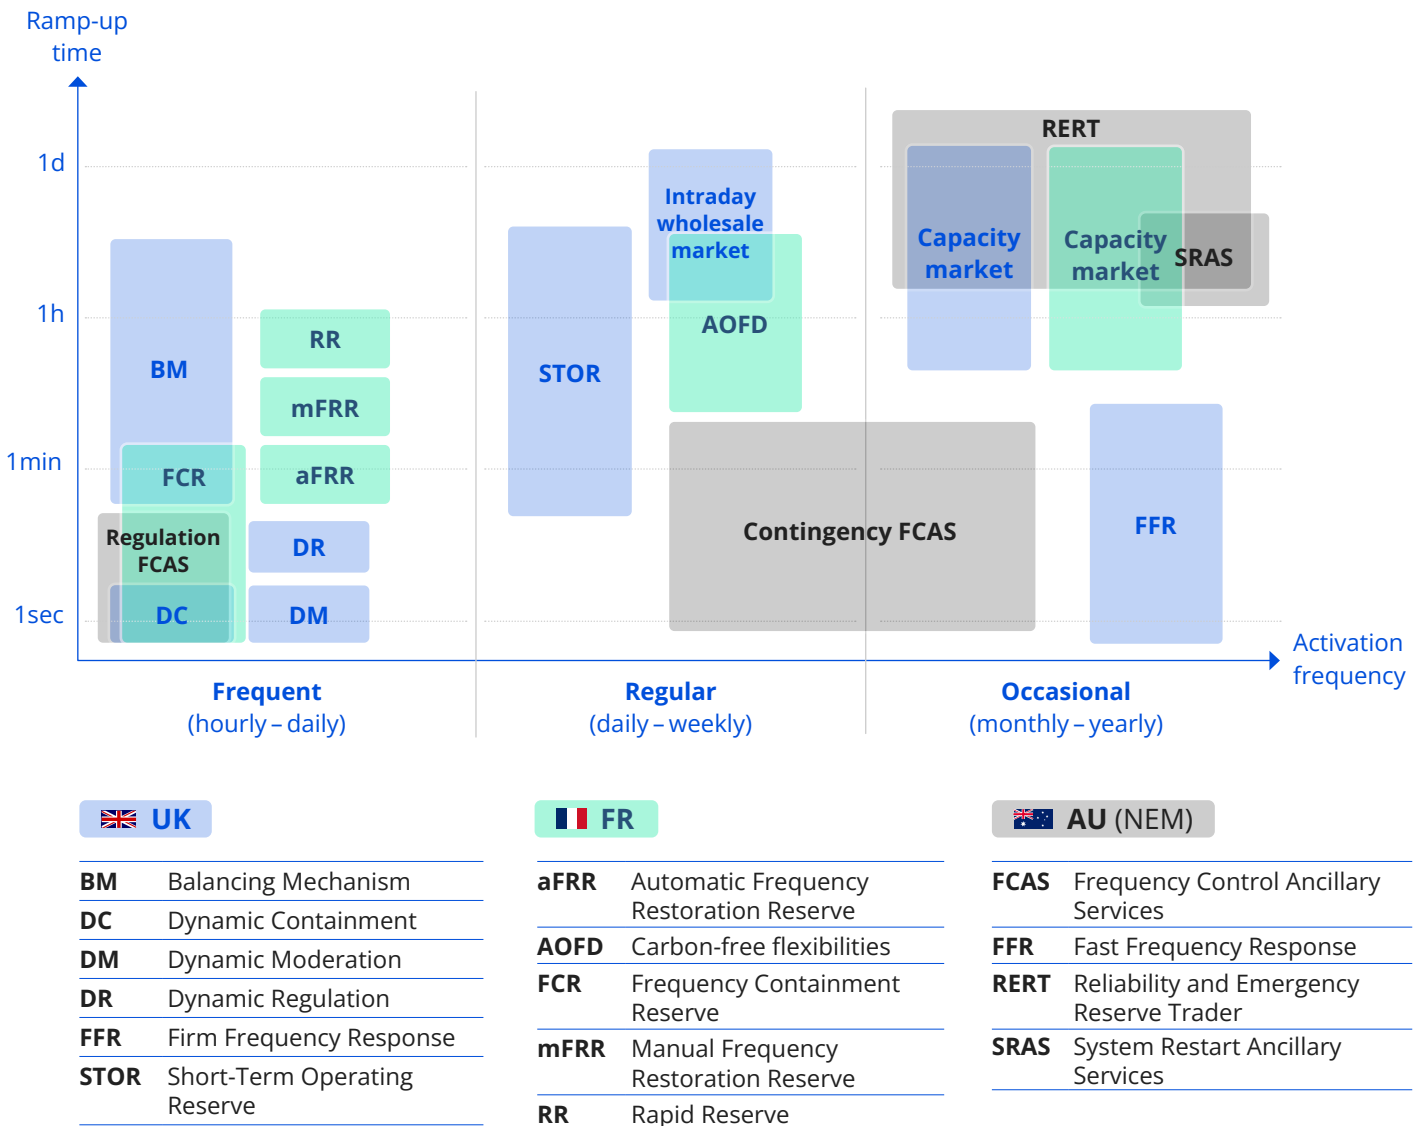 Ramp-up
time
1d
1h
1min
1sec
RERT
Intraday
wholesale
market
Capacity
market
Capacity
market
SRAS
BM
RR
mFRR
aFRR
FCR
STOR
AOFD
Regulation
FCAS
DR
DC
DM
Contingency FCAS
FFR
Activation
frequency
Frequent
(hourly – daily)
Regular
(daily – weekly)
Occasional
(monthly – yearly)
UK
BM Balancing Mechanism
DC Dynamic Containment
DM Dynamic Moderation
DR Dynamic Regulation
FFR Firm Frequency Response
STOR Short-Term Operating
Reserve
FR
aFRR Automatic Frequency
Restoration Reserve
AOFD Carbon-free flexibilities
FCR Frequency Containment
Reserve
mFRR Manual Frequency
Restoration Reserve
RR Rapid Reserve
AU (NEM)
FCAS Frequency Control Ancillary
Services
FFR Fast Frequency Response
RERT Reliability and Emergency
Reserve Trader
SRAS System Restart Ancillary
Services